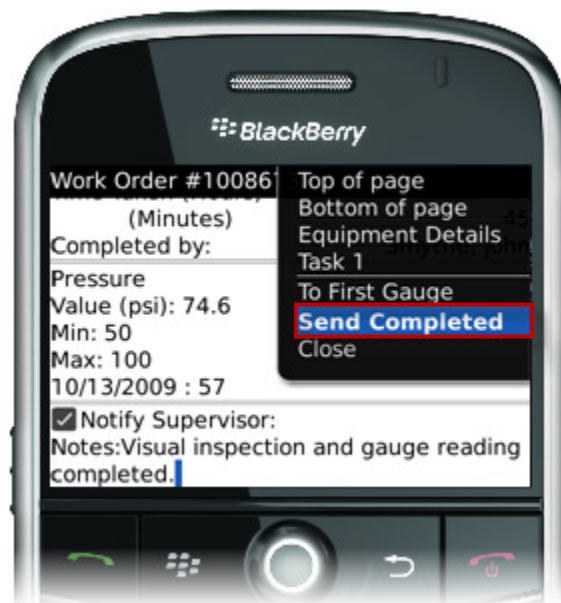 BlackBerry
Work Order #10086
(Minutes)
Completed by:
Pressure
Value (psi): 74.6
Min: 50
Max: 100
10/13/2009 : 57
Notify Supervisor:
Notes:Visual inspection and gauge reading
completed.
Top of page
Bottom of page
Equipment Details
Task 1
To First Gauge
Send Completed
Close